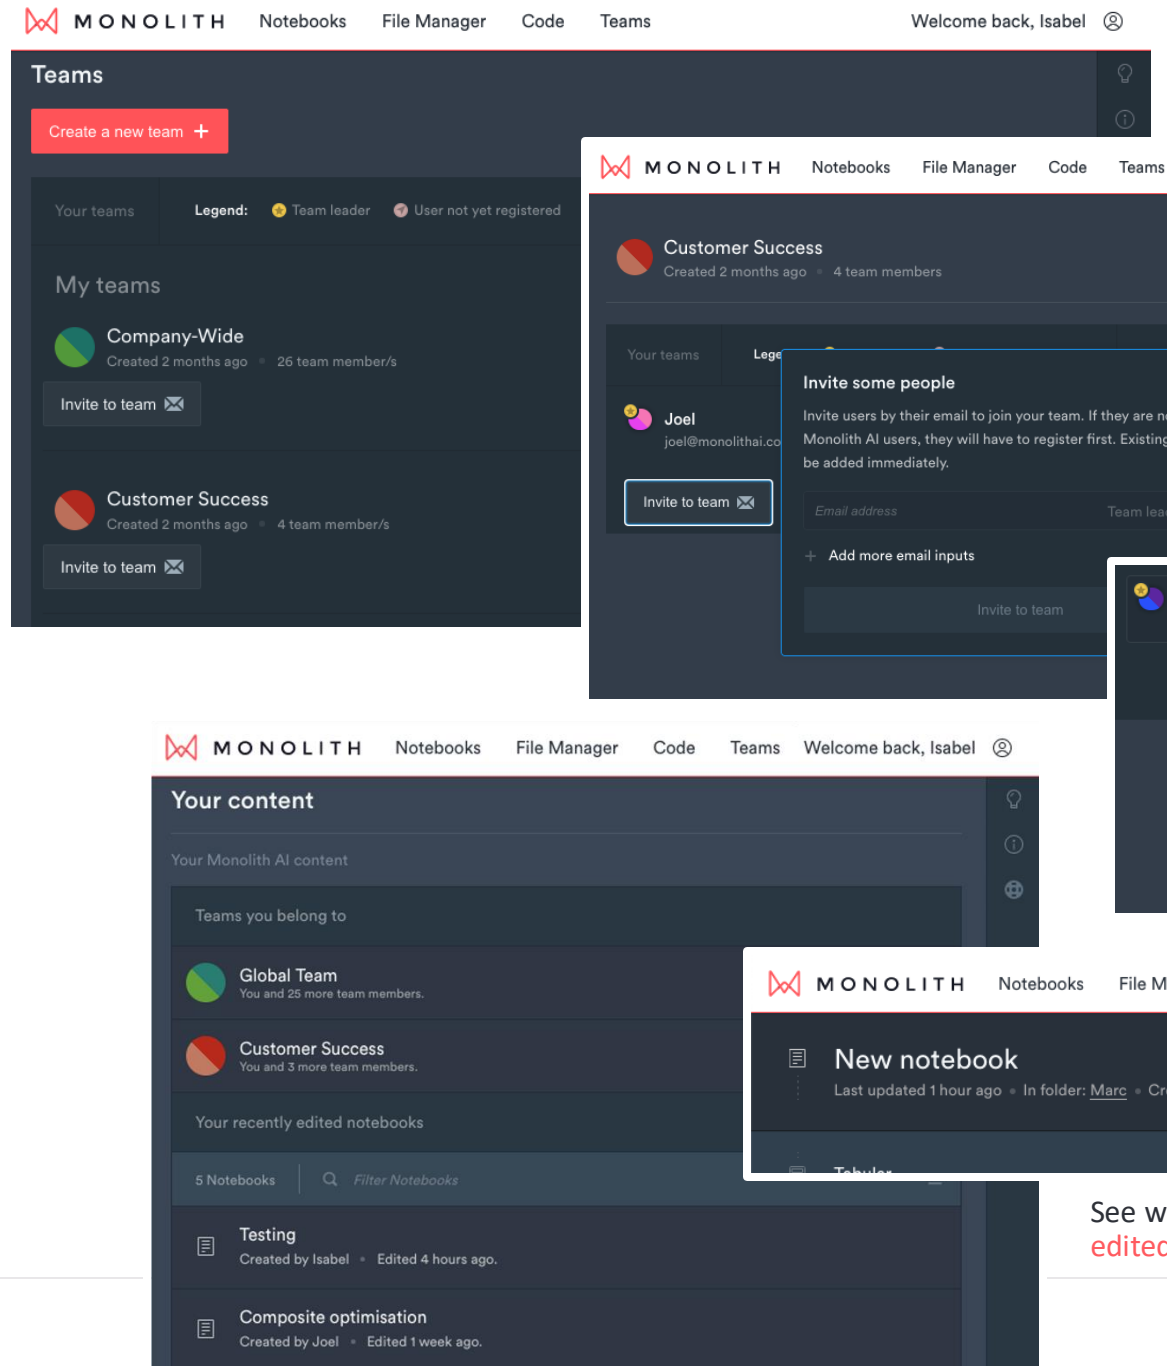 MONOLITH Notebooks File Manager Code Teams Welcome back, Isabel
Teams
Create a new team +
Your teams Legend: Team leader User not yet registered
My teams
Company-Wide
Created 2 months ago 26 team member/s
Invite to team
Customer Success
Created 2 months ago 4 team member/s
Invite to team
MONOLITH Notebooks File Manager Code Teams
Customer Success
Created 2 months ago 4 team members
Your teams
Joel
joel@monolithai.co
Invite to team
Invite some people
Invite users by their email to join your team. If they are
Monolith AI users, they will have to register first. Existing
be added immediately.
Email address Team
+ Add more email inputs
Invite to team
MONOLITH Notebooks File Manager Code Teams Welcome back, Isabel
Your content
Your Monolith AI content
Teams you belong to
Global Team
You and 25 more team members.
Customer Success
You and 3 more team members.
Your recently edited notebooks
5 Notebooks Filter Notebooks
Testing
Created by Isabel Edited 4 hours ago.
Composite optimisation
Created by Joel Edited 1 week ago.
MONOLITH Notebooks File
New notebook
Last updated 1 hour ago In folder: Marc
Tabular
See
edited